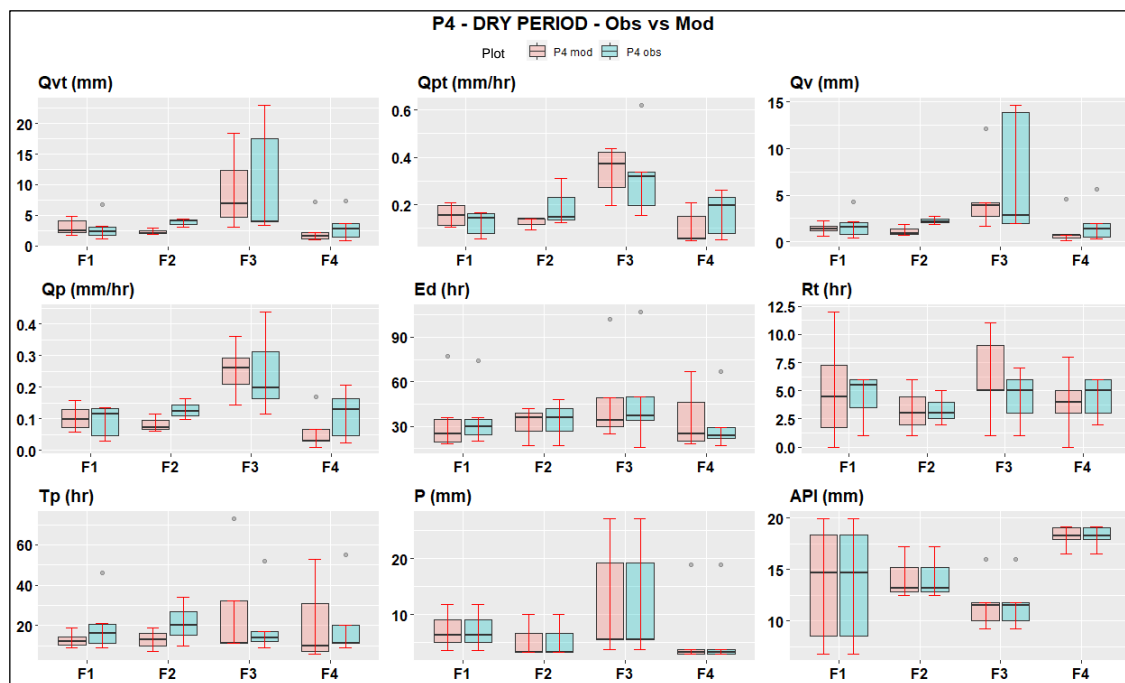 P4 - DRY PERIOD - Obs vs Mod
Plot P4 mod P4 obs
Qvt (mm) Qpt (mm/hr) Qv (mm)
20
15
10
5
0
F1 F2 F3 F4
0.6
0.4
0.2
F1 F2 F3 F4
15
10
5
0
F1 F2 F3 F4
Qp (mm/hr) Ed (hr) Rt (hr)
0.4
0.3
0.2
0.1
0.0
F1 F2 F3 F4
90
60
30
F1 F2 F3 F4
12.5
10.0
7.5
5.0
2.5
0.0
F1 F2 F3 F4
Tp (hr) P (mm) API (mm)
60
40
20
F1 F2 F3 F4
20
10
F1 F2 F3 F4
20
15
10
F1 F2 F3 F4